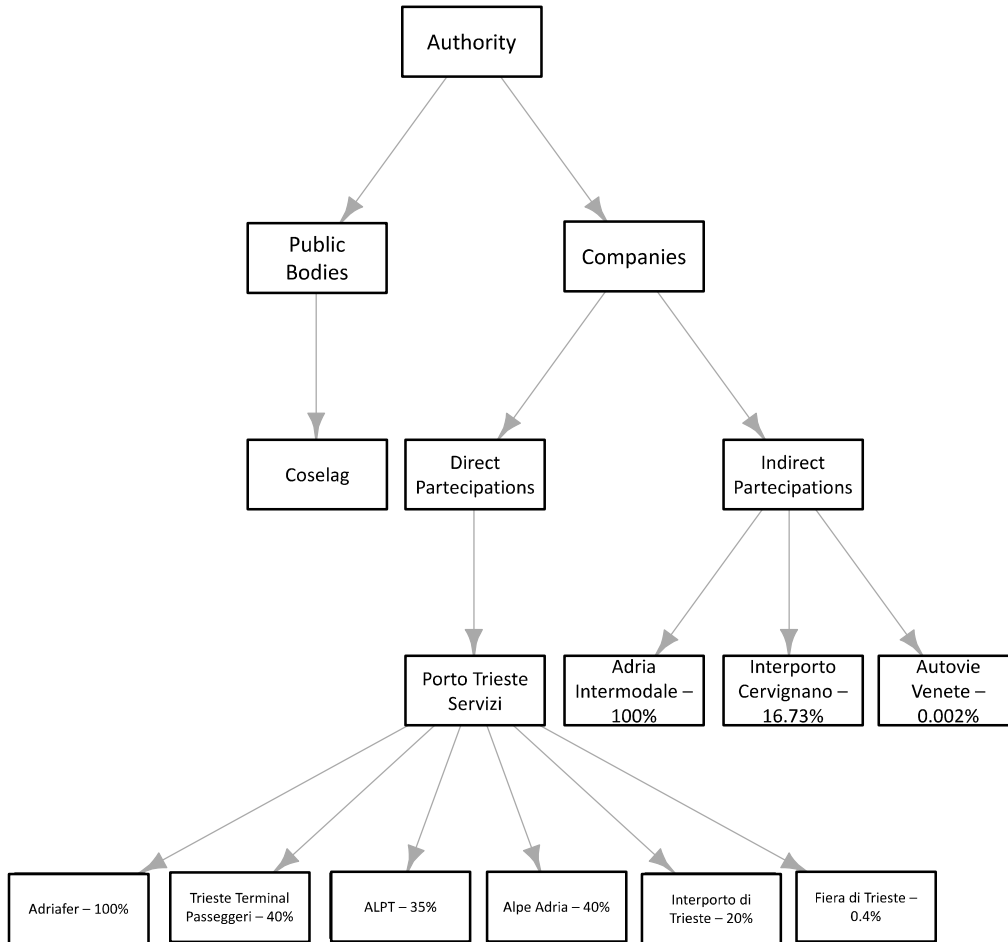 Authority
Public
Bodies
Companies
Coselag
Direct
Partecipations
Indirect
Partecipations
Porto Trieste
Servizi
Adria
Intermodale –
100%
Interporto
Cervignano –
16.73%
Autovie
Venete –
0.002%
Adriafer – 100%
Trieste Terminal
Passeggeri – 40%
ALPT – 35%
Alpe Adria – 40%
Interporto di
Trieste – 20%
Fiera di Trieste –
0.4%